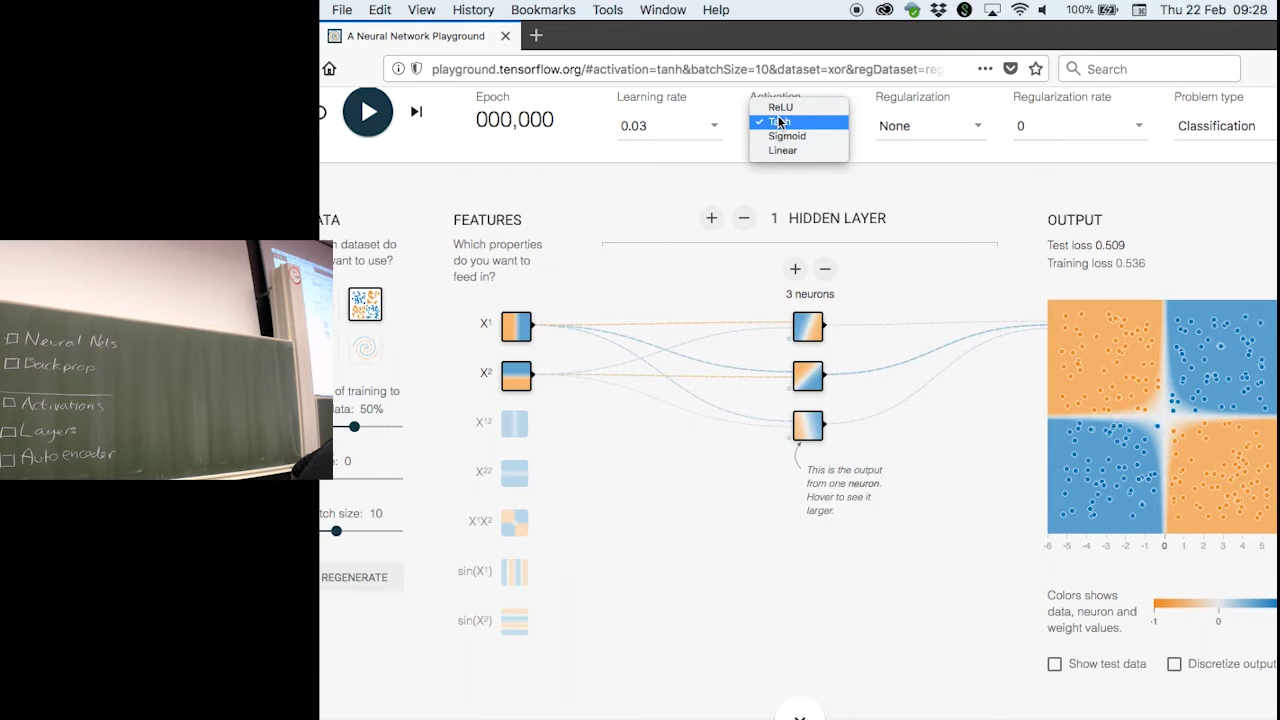 File Edit View History Bookmarks Tools Window Help 100% Thu 22 Feb 09:28
A Neural Network Playground
playground.tensorflow.org/#activation=tanh&batchSize=10&dataset=xor&regDataset=reg
Search
Epoch
000,000
Learning rate
0.03
Activation
ReLU
Tanh
Sigmoid
Linear
Regularization
None
Regularization rate
0
Problem type
Classification
ATA
h dataset do
want to use?
of training to
data: 50%
e: 0
tch size: 10
REGENERATE
FEATURES
Which properties
do you want to
feed in?
X1
X2
X12
X22
X1X2
sin(X1)
sin(X2)
+ − 1 HIDDEN LAYER
+ −
3 neurons
This is the output
from one neuron.
Hover to see it
larger.
OUTPUT
Test loss 0.509
Training loss 0.536
-6 -5 -4 -3 -2 -1 0 1 2 3 4 5
Colors shows
data, neuron and
weight values.
-1 0
Show test data
Discretize output
Neural Nets
Backprop
Activations
Layers
Autoencoder